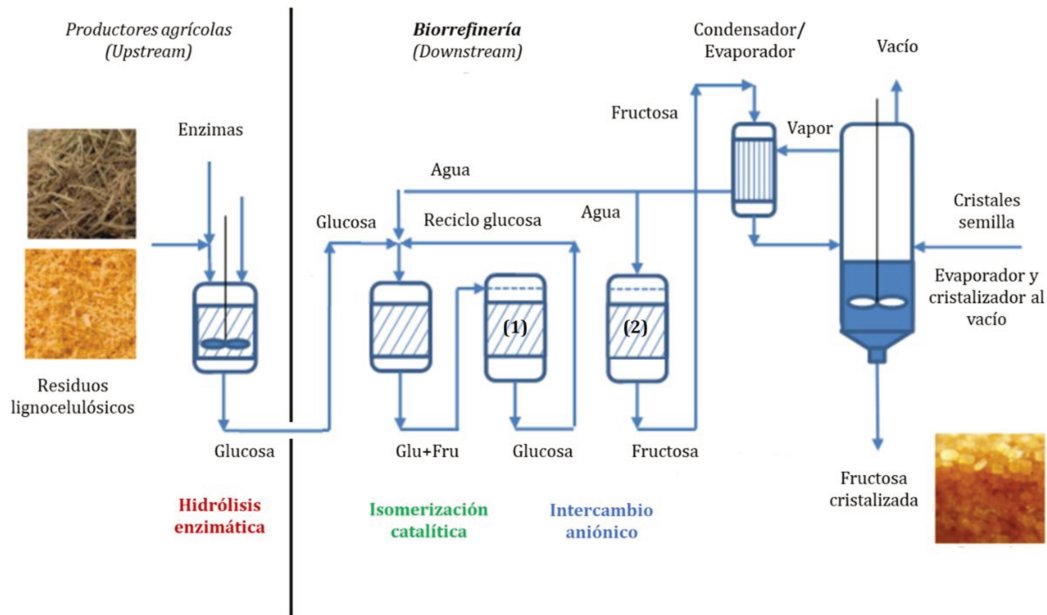 Productores agrícolas
(Upstream)
Biorrefinería
(Downstream)
Condensador/
Evaporador
Vacío
Enzimas
Fructosa
Vapor
Agua
Glucosa
Reciclo glucosa
Agua
Cristales
semilla
Evaporador y
cristalizador al
vacío
(1)
(2)
Residuos
lignocelulósicos
Glucosa
Glu+Fru
Glucosa
Fructosa
Fructosa
cristalizada
Hidrólisis
enzimática
Isomerización
catalítica
Intercambio
aniónico